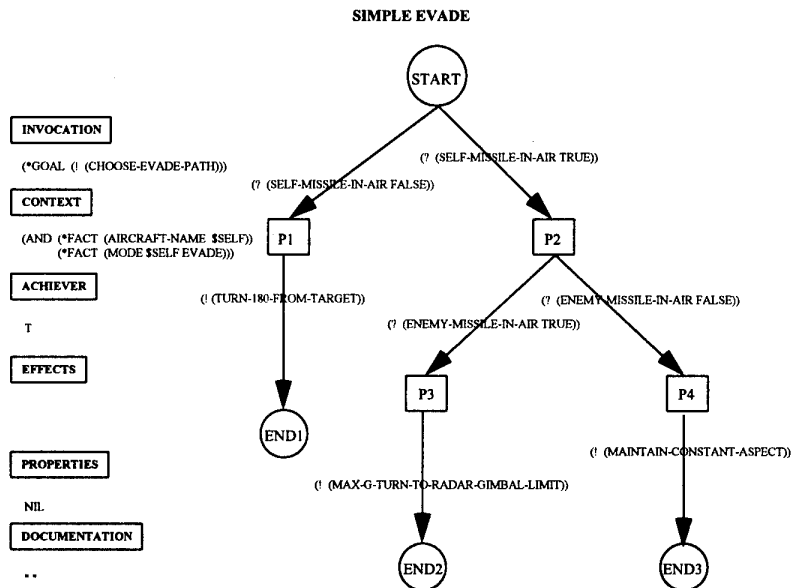 SIMPLE EVADE
START
INVOCATION
(*GOAL (! (CHOOSE-EVADE-PATH)))
(? (SELF-MISSILE-IN-AIR TRUE))
(? (SELF-MISSILE-IN-AIR FALSE))
CONTEXT
(AND (*FACT (AIRCRAFT-NAME $SELF))
(*FACT (MODE $SELF EVADE)))
P1
P2
ACHIEVER
T
(! (TURN-180-FROM-TARGET))
(? (ENEMY-MISSILE-IN-AIR FALSE))
(? (ENEMY-MISSILE-IN-AIR TRUE))
EFFECTS
P3
P4
END1
(! (MAINTAIN-CONSTANT-ASPECT))
PROPERTIES
NIL
(! (MAX-G-TURN-TO-RADAR-GIMBAL-LIMIT))
DOCUMENTATION
" "
END2
END3